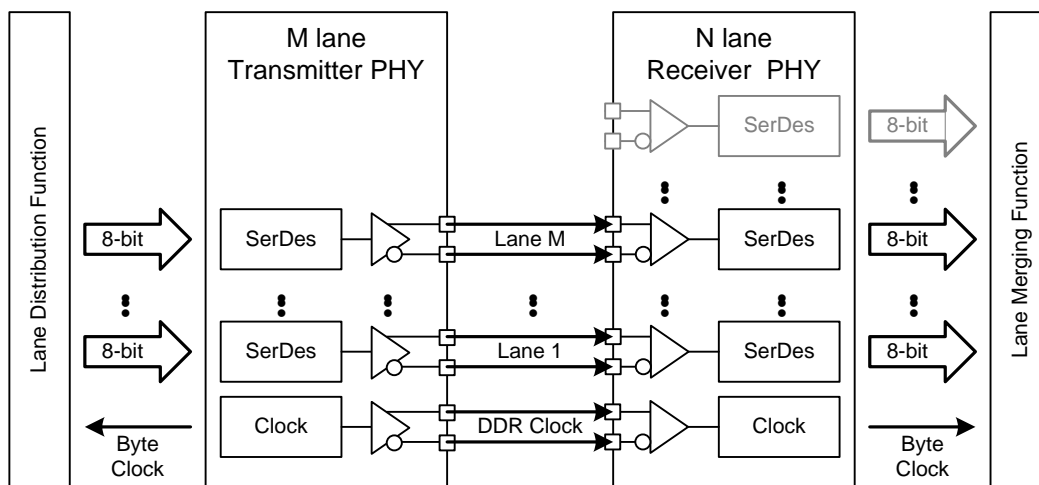 Lane Distribution Function
M lane
Transmitter PHY
N lane
Receiver PHY
SerDes
8-bit
8-bit
SerDes
Lane M
SerDes
8-bit
8-bit
SerDes
Lane 1
SerDes
8-bit
Byte
Clock
Clock
DDR Clock
Clock
Byte
Clock
Lane Merging Function